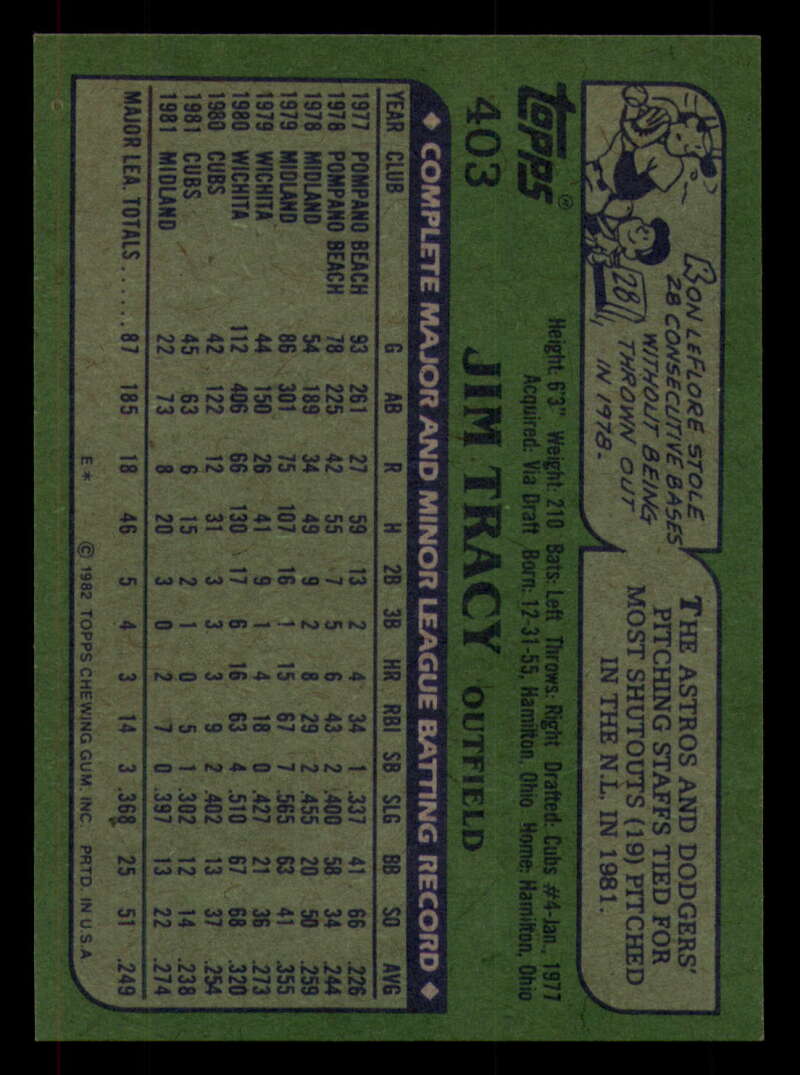 RON LEFLORE STOLE
28 CONSECUTIVE BASES
WITHOUT BEING
THROWN OUT
IN 1978.
28
THE ASTROS AND DODGERS'
PITCHING STAFFS TIED FOR
MOST SHUTOUTS (19) PITCHED
IN THE N.L. IN 1981.
TOPPS®
403
Height: 6'3" Weight: 210 Bats: Left Throws: Right Drafted: Cubs #4-Jan., 1977
Acquired: Via Draft Born: 12-31-55, Hamilton, Ohio Home: Hamilton, Ohio
JIM TRACY OUTFIELD
◆ COMPLETE MAJOR AND MINOR LEAGUE BATTING RECORD ◆
YEAR CLUB G AB R H 2B 3B HR RBI SB SLG BB SO AVG
1977 POMPANO BEACH 93 261 27 59 13 2 4 34 1 .337 41 66 .226
1978 POMPANO BEACH 78 225 42 55 7 5 6 43 2 .400 58 34 .244
1978 MIDLAND 54 189 34 49 9 2 8 29 2 .455 20 50 .259
1979 MIDLAND 86 301 75 107 16 1 15 67 7 .565 63 41 .355
1979 WICHITA 44 150 26 41 9 1 4 18 0 .427 21 36 .273
1980 WICHITA 112 406 66 130 17 6 16 63 4 .510 67 68 .320
1980 CUBS 42 122 12 31 3 3 3 9 2 .402 13 37 .254
1981 CUBS 45 63 6 15 2 1 0 5 1 .302 12 14 .238
1981 MIDLAND 22 73 8 20 3 0 2 7 0 .397 13 22 .274
MAJOR LEA. TOTALS ...... 87 185 18 46 5 4 3 14 3 .368 25 51 .249
E* © 1982 TOPPS CHEWING GUM, INC. PRTD. IN U.S.A.